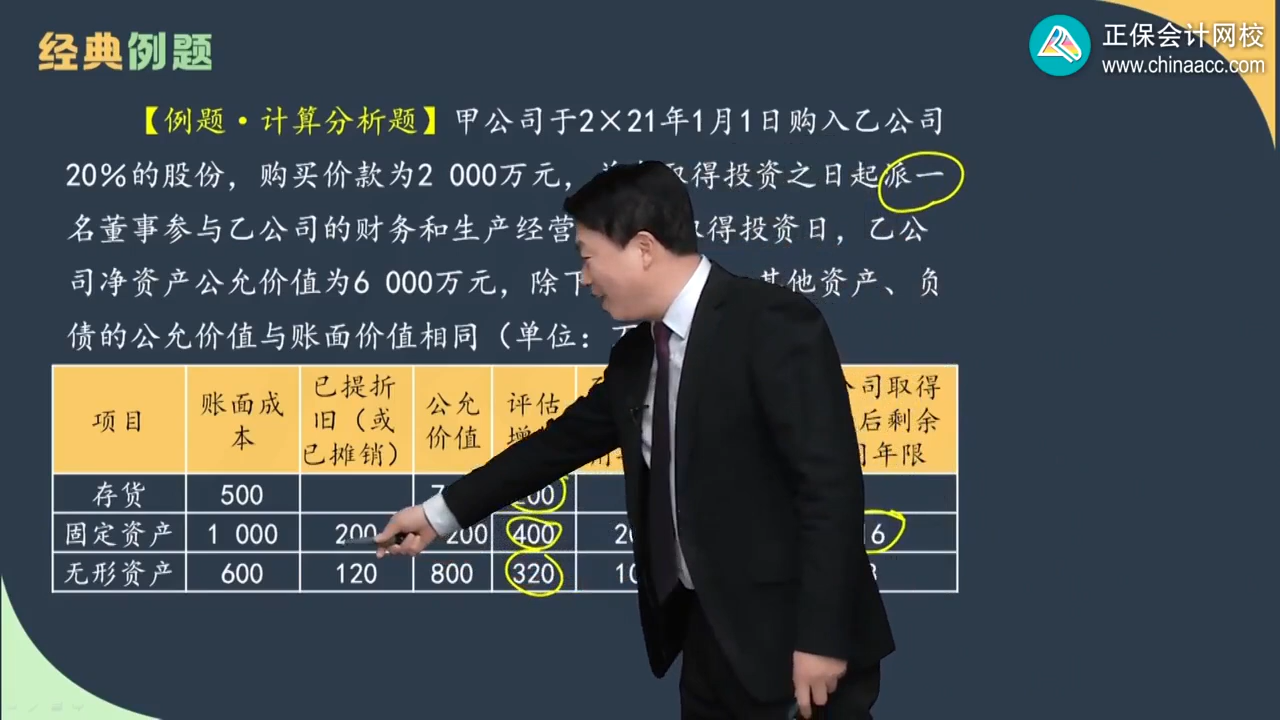 经典例题
正保会计网校
www.chinaacc.com
【例题·计算分析题】甲公司于2×21年1月1日购入乙公司
20%的股份，购买价款为2 000万元，取得投资之日起派一
名董事参与乙公司的财务和生产经营 取得投资日，乙公
司净资产公允价值为6 000万元，除下 其他资产、负
债的公允价值与账面价值相同（单位：
项目 账面成本 已提折旧（或已摊销） 公允价值 评估 司取得 后剩余 年限
存货 500
固定资产 1 000 200 200 400 16
无形资产 600 120 800 320